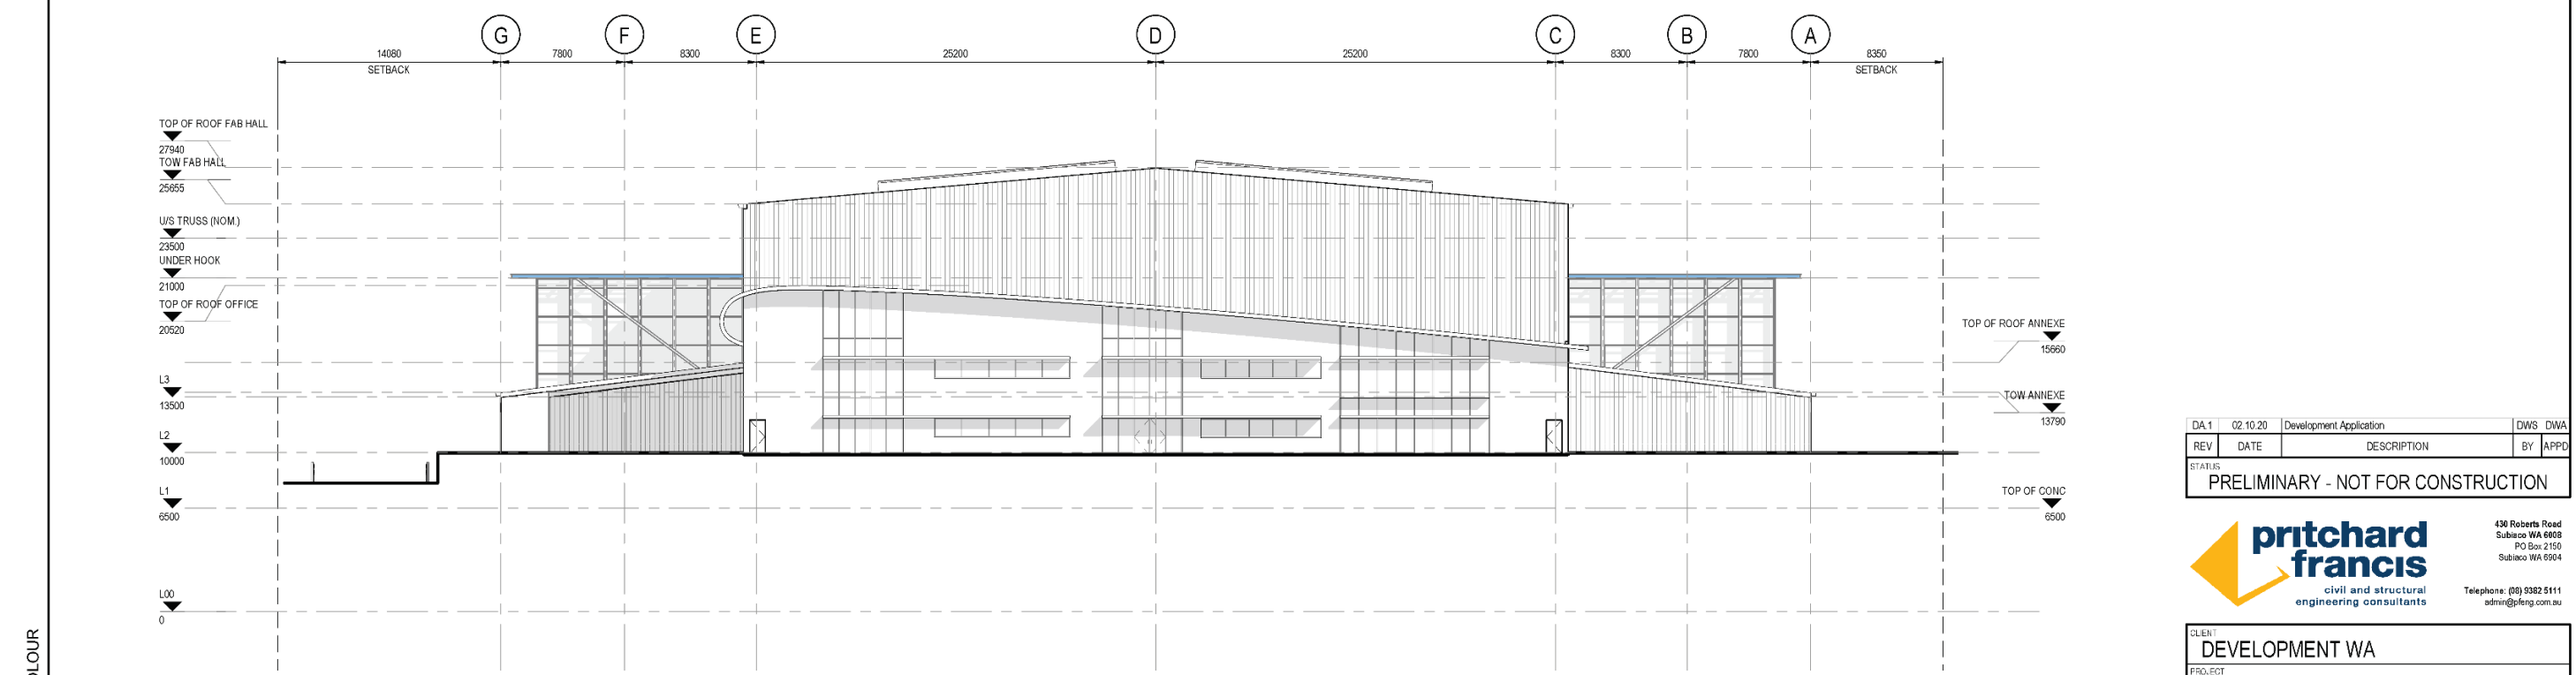 G F E D C B A
14080 7800 8300 25200 25200 8300 7800 8350
SETBACK SETBACK
TOP OF ROOF FAB HALL
27940
TOW FAB HALL
25655
U/S TRUSS (NOM.)
23500
UNDER HOOK
21000
TOP OF ROOF OFFICE
20520
L3
13500
L2
10000
L1
6500
L00
0
TOP OF ROOF ANNEXE
15660
TOW ANNEXE
13790
TOP OF CONC
6500
DA.1 02.10.20 Development Application DWS DWA
REV DATE DESCRIPTION BY APPD
STATUS
PRELIMINARY - NOT FOR CONSTRUCTION
pritchard
francis
civil and structural
engineering consultants
430 Roberts Road
Subiaco WA 6008
PO Box 2150
Subiaco WA 6904
Telephone: (08) 9382 5111
admin@pfeng.com.au
CLIENT
DEVELOPMENT WA
PROJECT